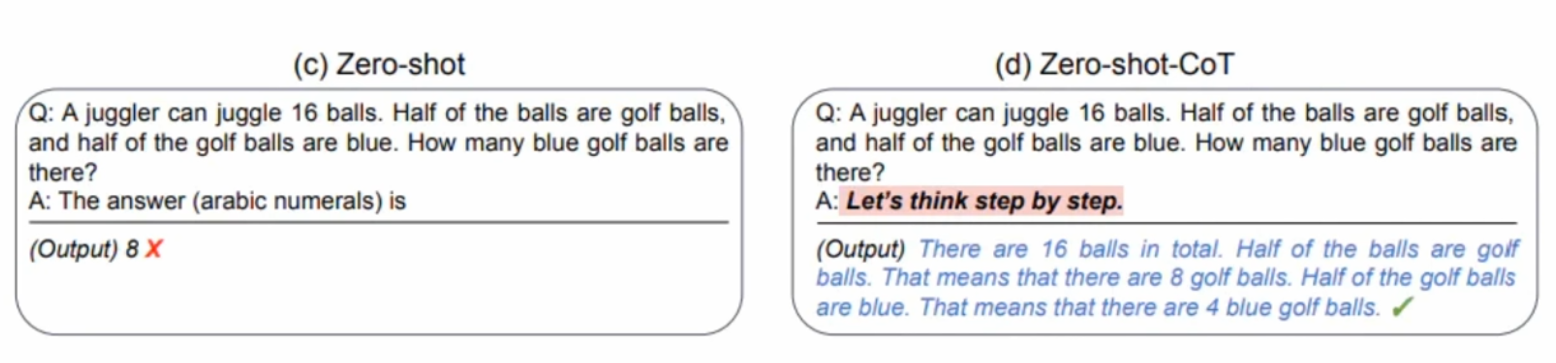 (c) Zero-shot
Q: A juggler can juggle 16 balls. Half of the balls are golf balls,
and half of the golf balls are blue. How many blue golf balls are
there?
A: The answer (arabic numerals) is
(Output) 8 X
(d) Zero-shot-CoT
Q: A juggler can juggle 16 balls. Half of the balls are golf balls,
and half of the golf balls are blue. How many blue golf balls are
there?
A: Let's think step by step.
(Output) There are 16 balls in total. Half of the balls are golf
balls. That means that there are 8 golf balls. Half of the golf balls
are blue. That means that there are 4 blue golf balls. ✓